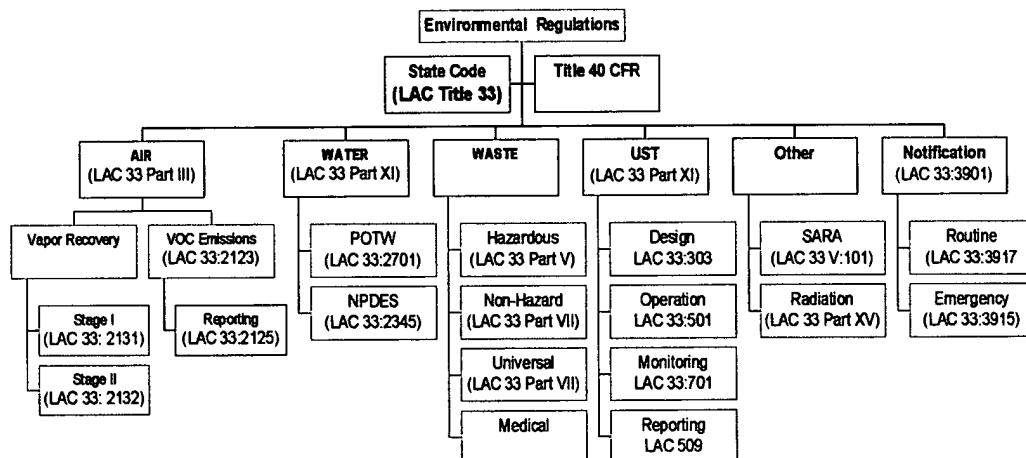 Environmental Regulations
State Code
(LAC Title 33)
Title 40 CFR
AIR
(LAC 33 Part III)
WATER
(LAC 33 Part XI)
WASTE
UST
(LAC 33 Part XI)
Other
Notification
(LAC 33:3901)
Vapor Recovery
VOC Emissions
(LAC 33:2123)
Stage I
(LAC 33: 2131)
Stage II
(LAC 33: 2132)
Reporting
(LAC 33:2125)
POTW
(LAC 33:2701)
NPDES
(LAC 33:2345)
Hazardous
(LAC 33 Part V)
Non-Hazard
(LAC 33 Part VII)
Universal
(LAC 33 Part VII)
Medical
Design
LAC 33:303
Operation
LAC 33:501
Monitoring
LAC 33:701
Reporting
LAC 509
SARA
(LAC 33 V:101)
Radiation
(LAC 33 Part XV)
Routine
(LAC 33:3917
Emergency
(LAC 33:3915)